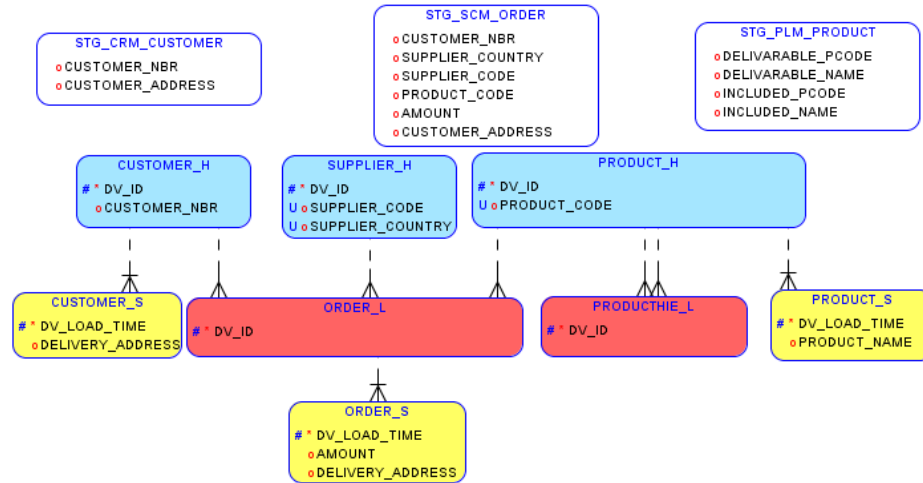 STG_CRM_CUSTOMER
o CUSTOMER_NBR
o CUSTOMER_ADDRESS
STG_SCM_ORDER
o CUSTOMER_NBR
o SUPPLIER_COUNTRY
o SUPPLIER_CODE
o PRODUCT_CODE
o AMOUNT
o CUSTOMER_ADDRESS
STG_PLM_PRODUCT
o DELIVARABLE_PCODE
o DELIVARABLE_NAME
o INCLUDED_PCODE
o INCLUDED_NAME
CUSTOMER_H
# * DV_ID
o CUSTOMER_NBR
SUPPLIER_H
# * DV_ID
U o SUPPLIER_CODE
U o SUPPLIER_COUNTRY
PRODUCT_H
# * DV_ID
U o PRODUCT_CODE
CUSTOMER_S
# * DV_LOAD_TIME
o DELIVERY_ADDRESS
ORDER_L
# * DV_ID
PRODUCTHIE_L
# * DV_ID
PRODUCT_S
# * DV_LOAD_TIME
o PRODUCT_NAME
ORDER_S
# * DV_LOAD_TIME
o AMOUNT
o DELIVERY_ADDRESS